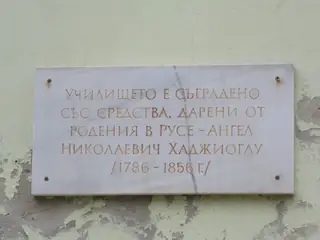 УЧИЛИЩЕТО Е СЪГРАДЕНО
СЪС СРЕДСТВА, ДАРЕНИ ОТ
РОДЕНИЯ В РУСЕ - АНГЕЛ
НИКОЛАЕВИЧ ХАДЖИОГЛУ
/1786 - 1856 Г./